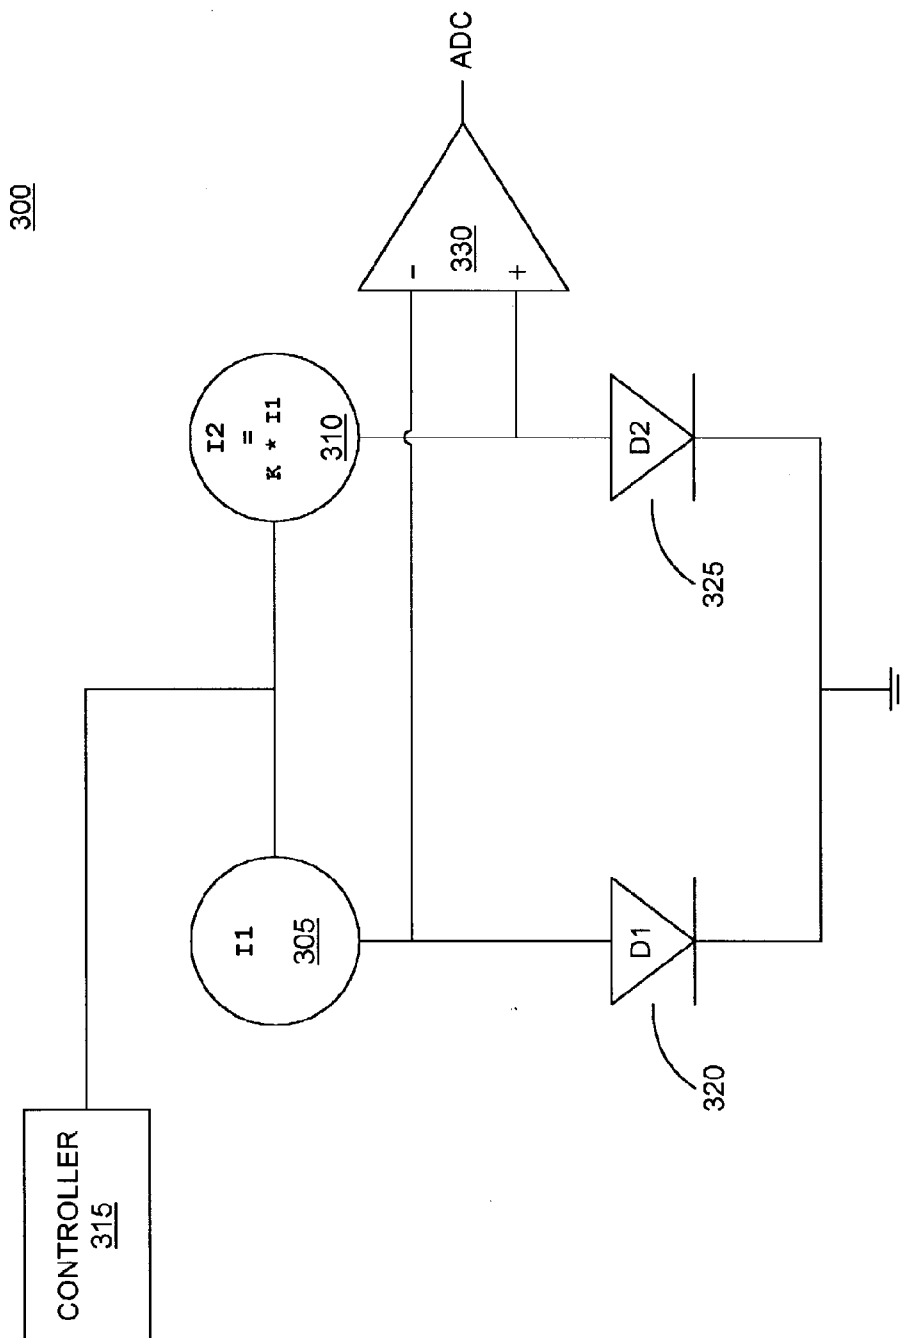 300
CONTROLLER
315
I1
305
I2
=
K * I1
310
-
+
330
ADC
D1
320
D2
325